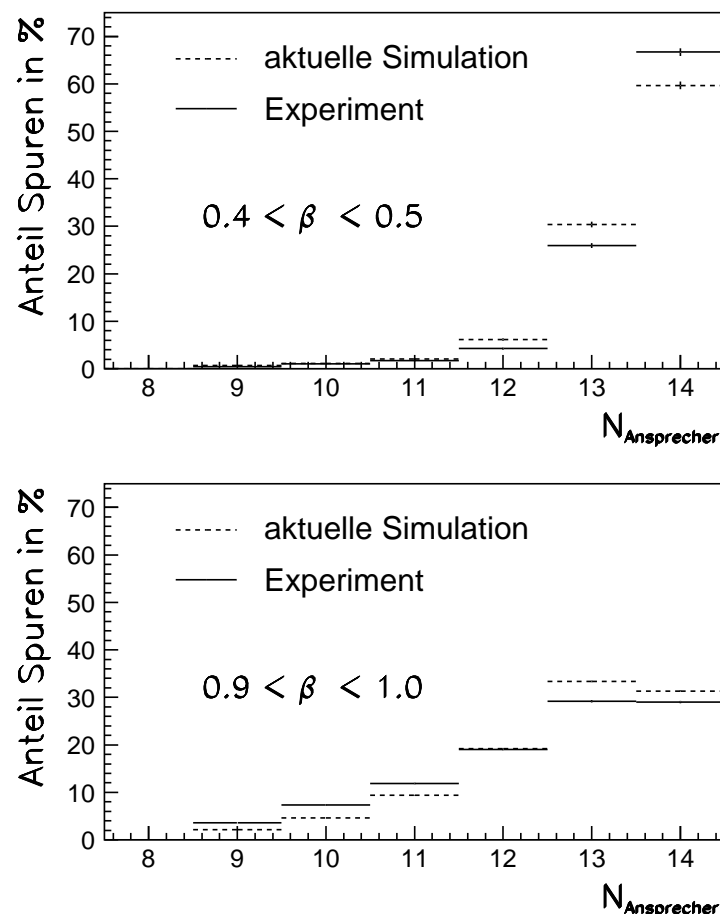 Anteil Spuren in %
70
60
50
40
30
20
10
0
aktuelle Simulation
Experiment
0.4 < β < 0.5
8 9 10 11 12 13 14
N_Ansprecher
Anteil Spuren in %
70
60
50
40
30
20
10
0
aktuelle Simulation
Experiment
0.9 < β < 1.0
8 9 10 11 12 13 14
N_Ansprecher